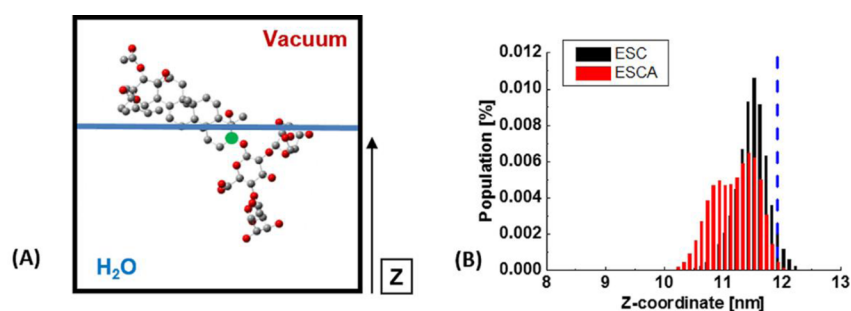 (A)
Vacuum
H₂O
Z
(B)
ESC
ESCA
Population [%]
0.012
0.010
0.008
0.006
0.004
0.002
0.000
8 9 10 11 12 13
Z-coordinate [nm]